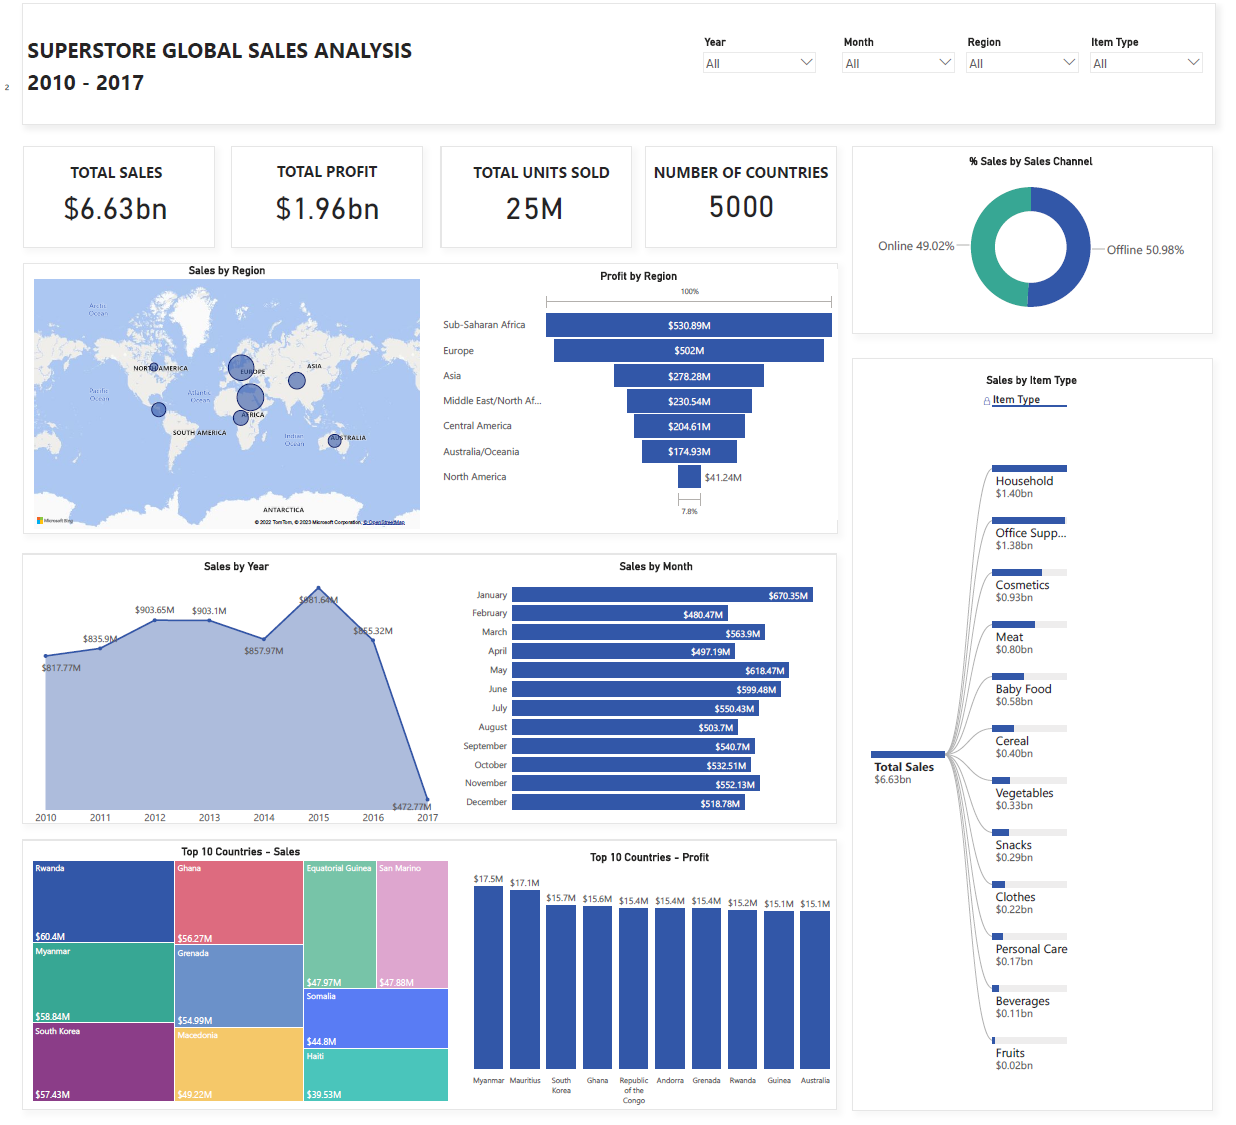 SUPERSTORE GLOBAL SALES ANALYSIS
2010 - 2017
2
Year
All
Month
All
Region
All
Item Type
All
TOTAL SALES
$6.63bn
TOTAL PROFIT
$1.96bn
TOTAL UNITS SOLD
25M
NUMBER OF COUNTRIES
5000
% Sales by Sales Channel
Online 49.02%
Offline 50.98%
Sales by Region
Arctic
Ocean
NORTH AMERICA
EUROPE
ASIA
Pacific
Ocean
Atlantic
Ocean
AFRICA
SOUTH AMERICA
Indian
Ocean
AUSTRALIA
ANTARCTICA
Microsoft Bing
© 2022 TomTom, © 2023 Microsoft Corporation, © OpenStreetMap
Profit by Region
100%
Sub-Saharan Africa $530.89M
Europe $502M
Asia $278.28M
Middle East/North Af... $230.54M
Central America $204.61M
Australia/Oceania $174.93M
North America $41.24M
7.8%
Sales by Year
$817.77M
$835.9M
$903.65M
$903.1M
$857.97M
$981.64M
$855.32M
$472.77M
2010 2011 2012 2013 2014 2015 2016 2017
Sales by Month
January $670.35M
February $480.47M
March $563.9M
April $497.19M
May $618.47M
June $599.48M
July $550.43M
August $503.7M
September $540.7M
October $532.51M
November $552.13M
December $518.78M
Top 10 Countries - Sales
Rwanda
$60.4M
Myanmar
$58.84M
South Korea
$57.43M
Ghana
$56.27M
Grenada
$54.99M
Macedonia
$49.22M
Equatorial Guinea
$47.97M
San Marino
$47.88M
Somalia
$44.8M
Haiti
$39.53M
Top 10 Countries - Profit
$17.5M $17.1M $15.7M $15.6M $15.4M $15.4M $15.4M $15.2M $15.1M $15.1M
Myanmar Mauritius South Ghana Republic Andorra Grenada Rwanda Guinea Australia
Korea of the
Congo
Sales by Item Type
Item Type
Total Sales
$6.63bn
Household
$1.40bn
Office Supp...
$1.38bn
Cosmetics
$0.93bn
Meat
$0.80bn
Baby Food
$0.58bn
Cereal
$0.40bn
Vegetables
$0.33bn
Snacks
$0.29bn
Clothes
$0.22bn
Personal Care
$0.17bn
Beverages
$0.11bn
Fruits
$0.02bn